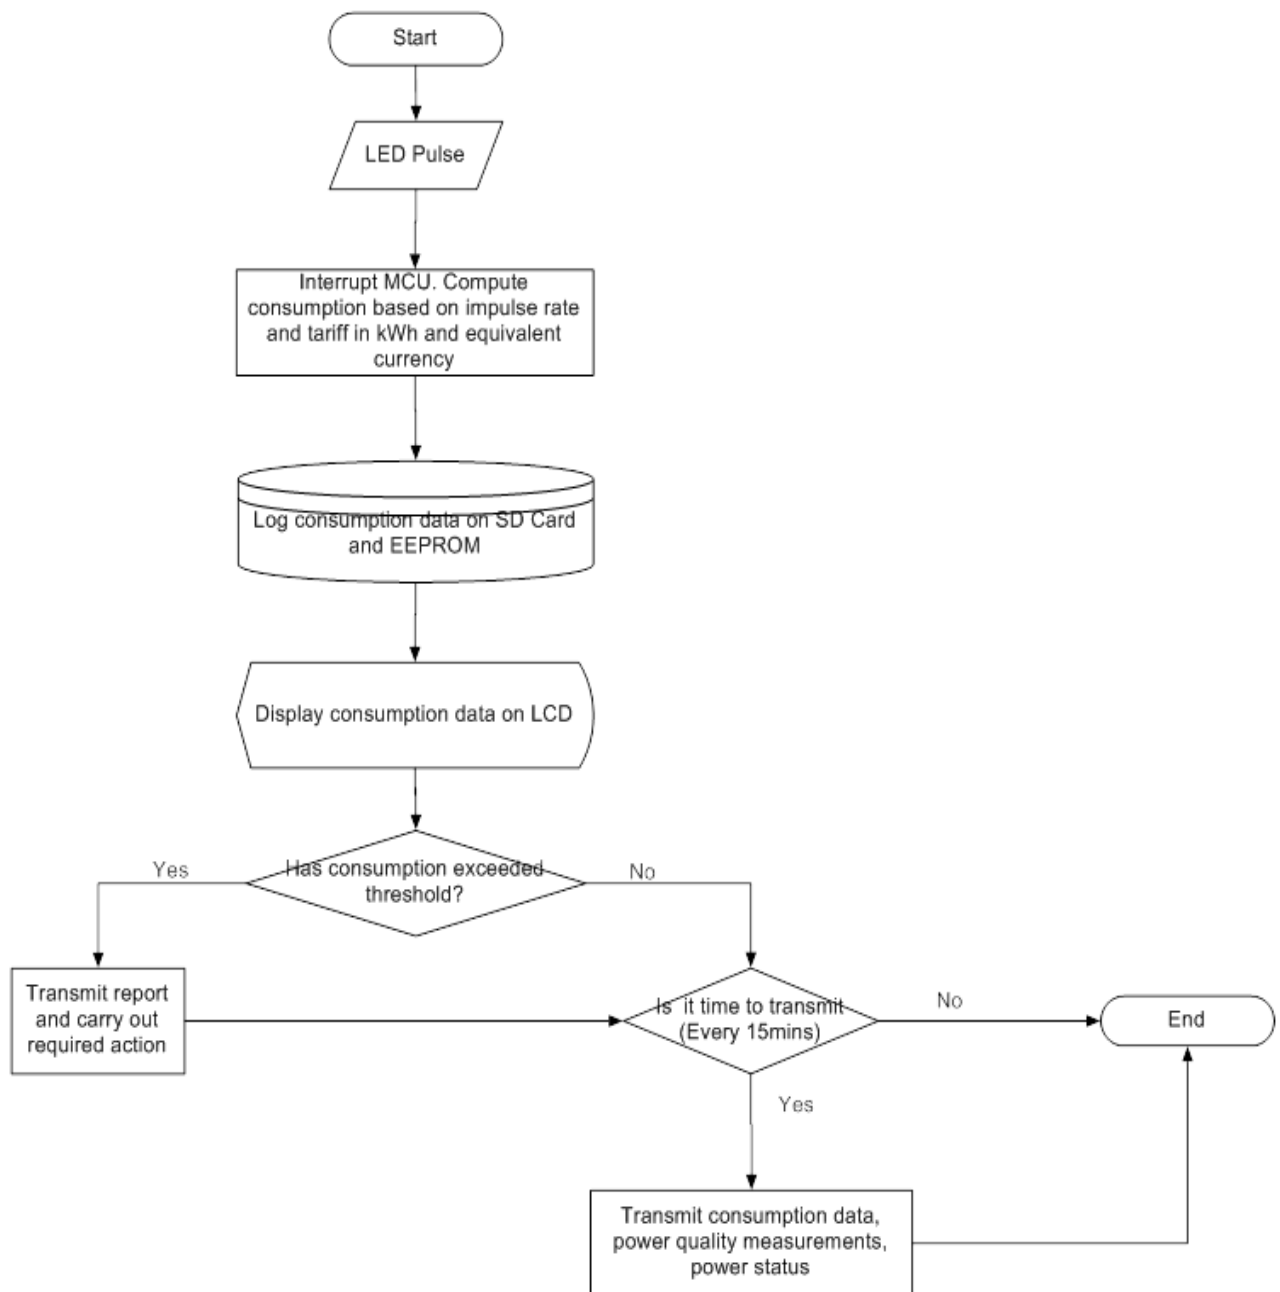 Start
LED Pulse
Interrupt MCU. Compute
consumption based on impulse rate
and tariff in kWh and equivalent
currency
Log consumption data on SD Card
and EEPROM
Display consumption data on LCD
Yes
Has consumption exceeded
threshold?
No
Transmit report
and carry out
required action
Is it time to transmit
(Every 15mins)
No
End
Yes
Transmit consumption data,
power quality measurements,
power status